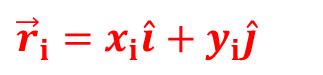 r⃗ᵢ = xᵢî + yᵢĵ